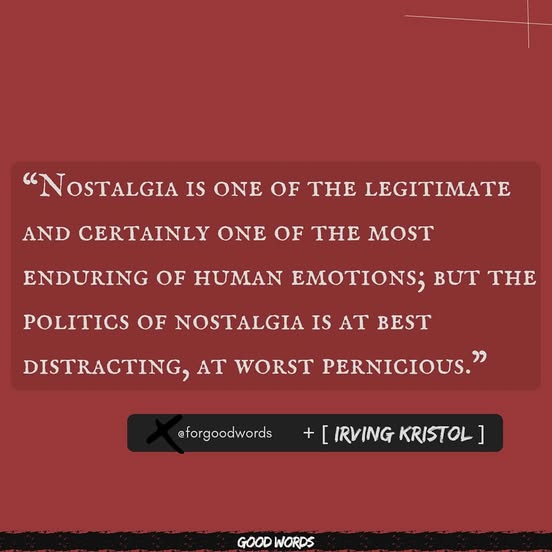 “Nostalgia is one of the legitimate
and certainly one of the most
enduring of human emotions; but the
politics of nostalgia is at best
distracting, at worst pernicious.”
@forgoodwords + [ IRVING KRISTOL ]
GOOD WORDS